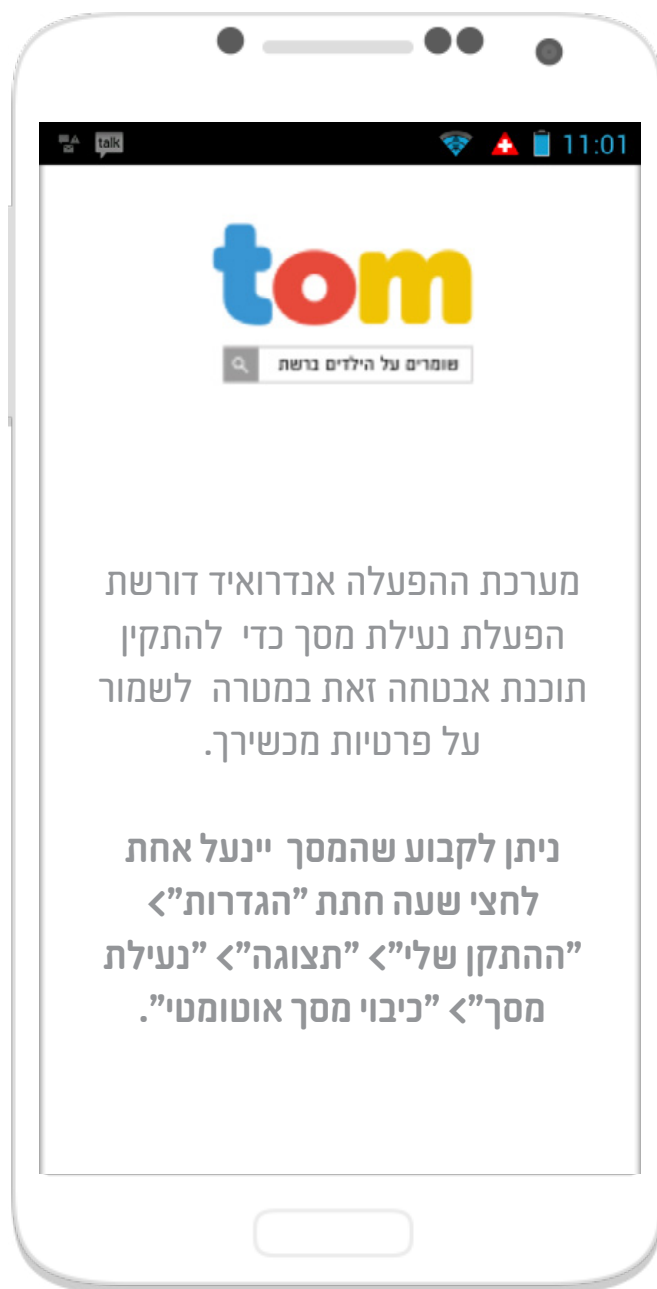 talk
11:01
tom
שומרים על הילדים ברשת
מערכת ההפעלה אנדרואיד דורשת
הפעלת נעילת מסך כדי להתקין
תוכנת אבטחה זאת במטרה לשמור
על פרטיות מכשירך.
ניתן לקבוע שהמסך יינעל אחת
לחצי שעה חתת "הגדרות">
"ההתקן שלי"> "תצוגה"> "נעילת
מסך"> "כיבוי מסך אוטומטי".